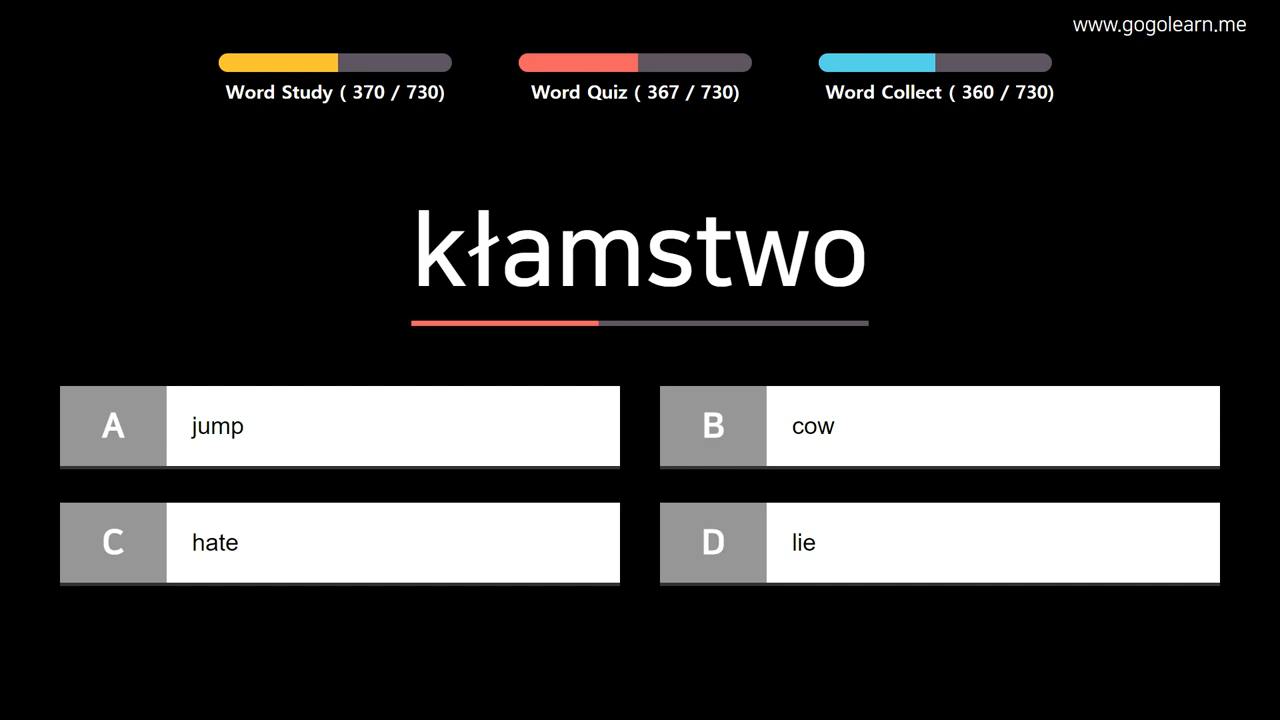 www.gogolearn.me
Word Study ( 370 / 730)
Word Quiz ( 367 / 730)
Word Collect ( 360 / 730)
kłamstwo
A jump
B cow
C hate
D lie